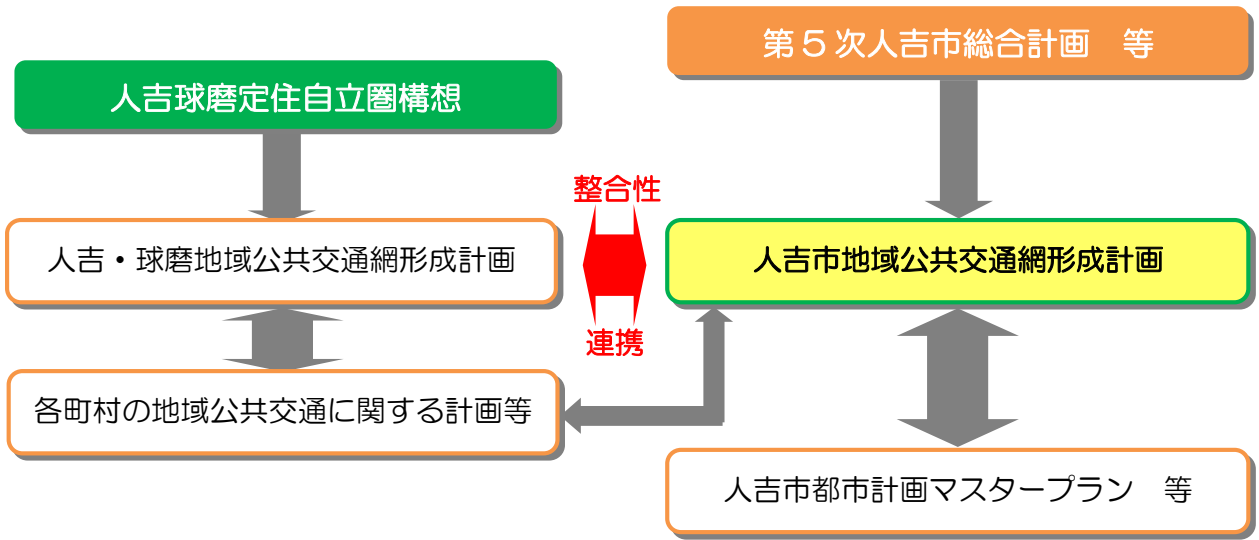 第5次人吉市総合計画　等
人吉球磨定住自立圏構想
整合性
人吉・球磨地域公共交通網形成計画
人吉市地域公共交通網形成計画
連携
各町村の地域公共交通に関する計画等
人吉市都市計画マスタープラン　等